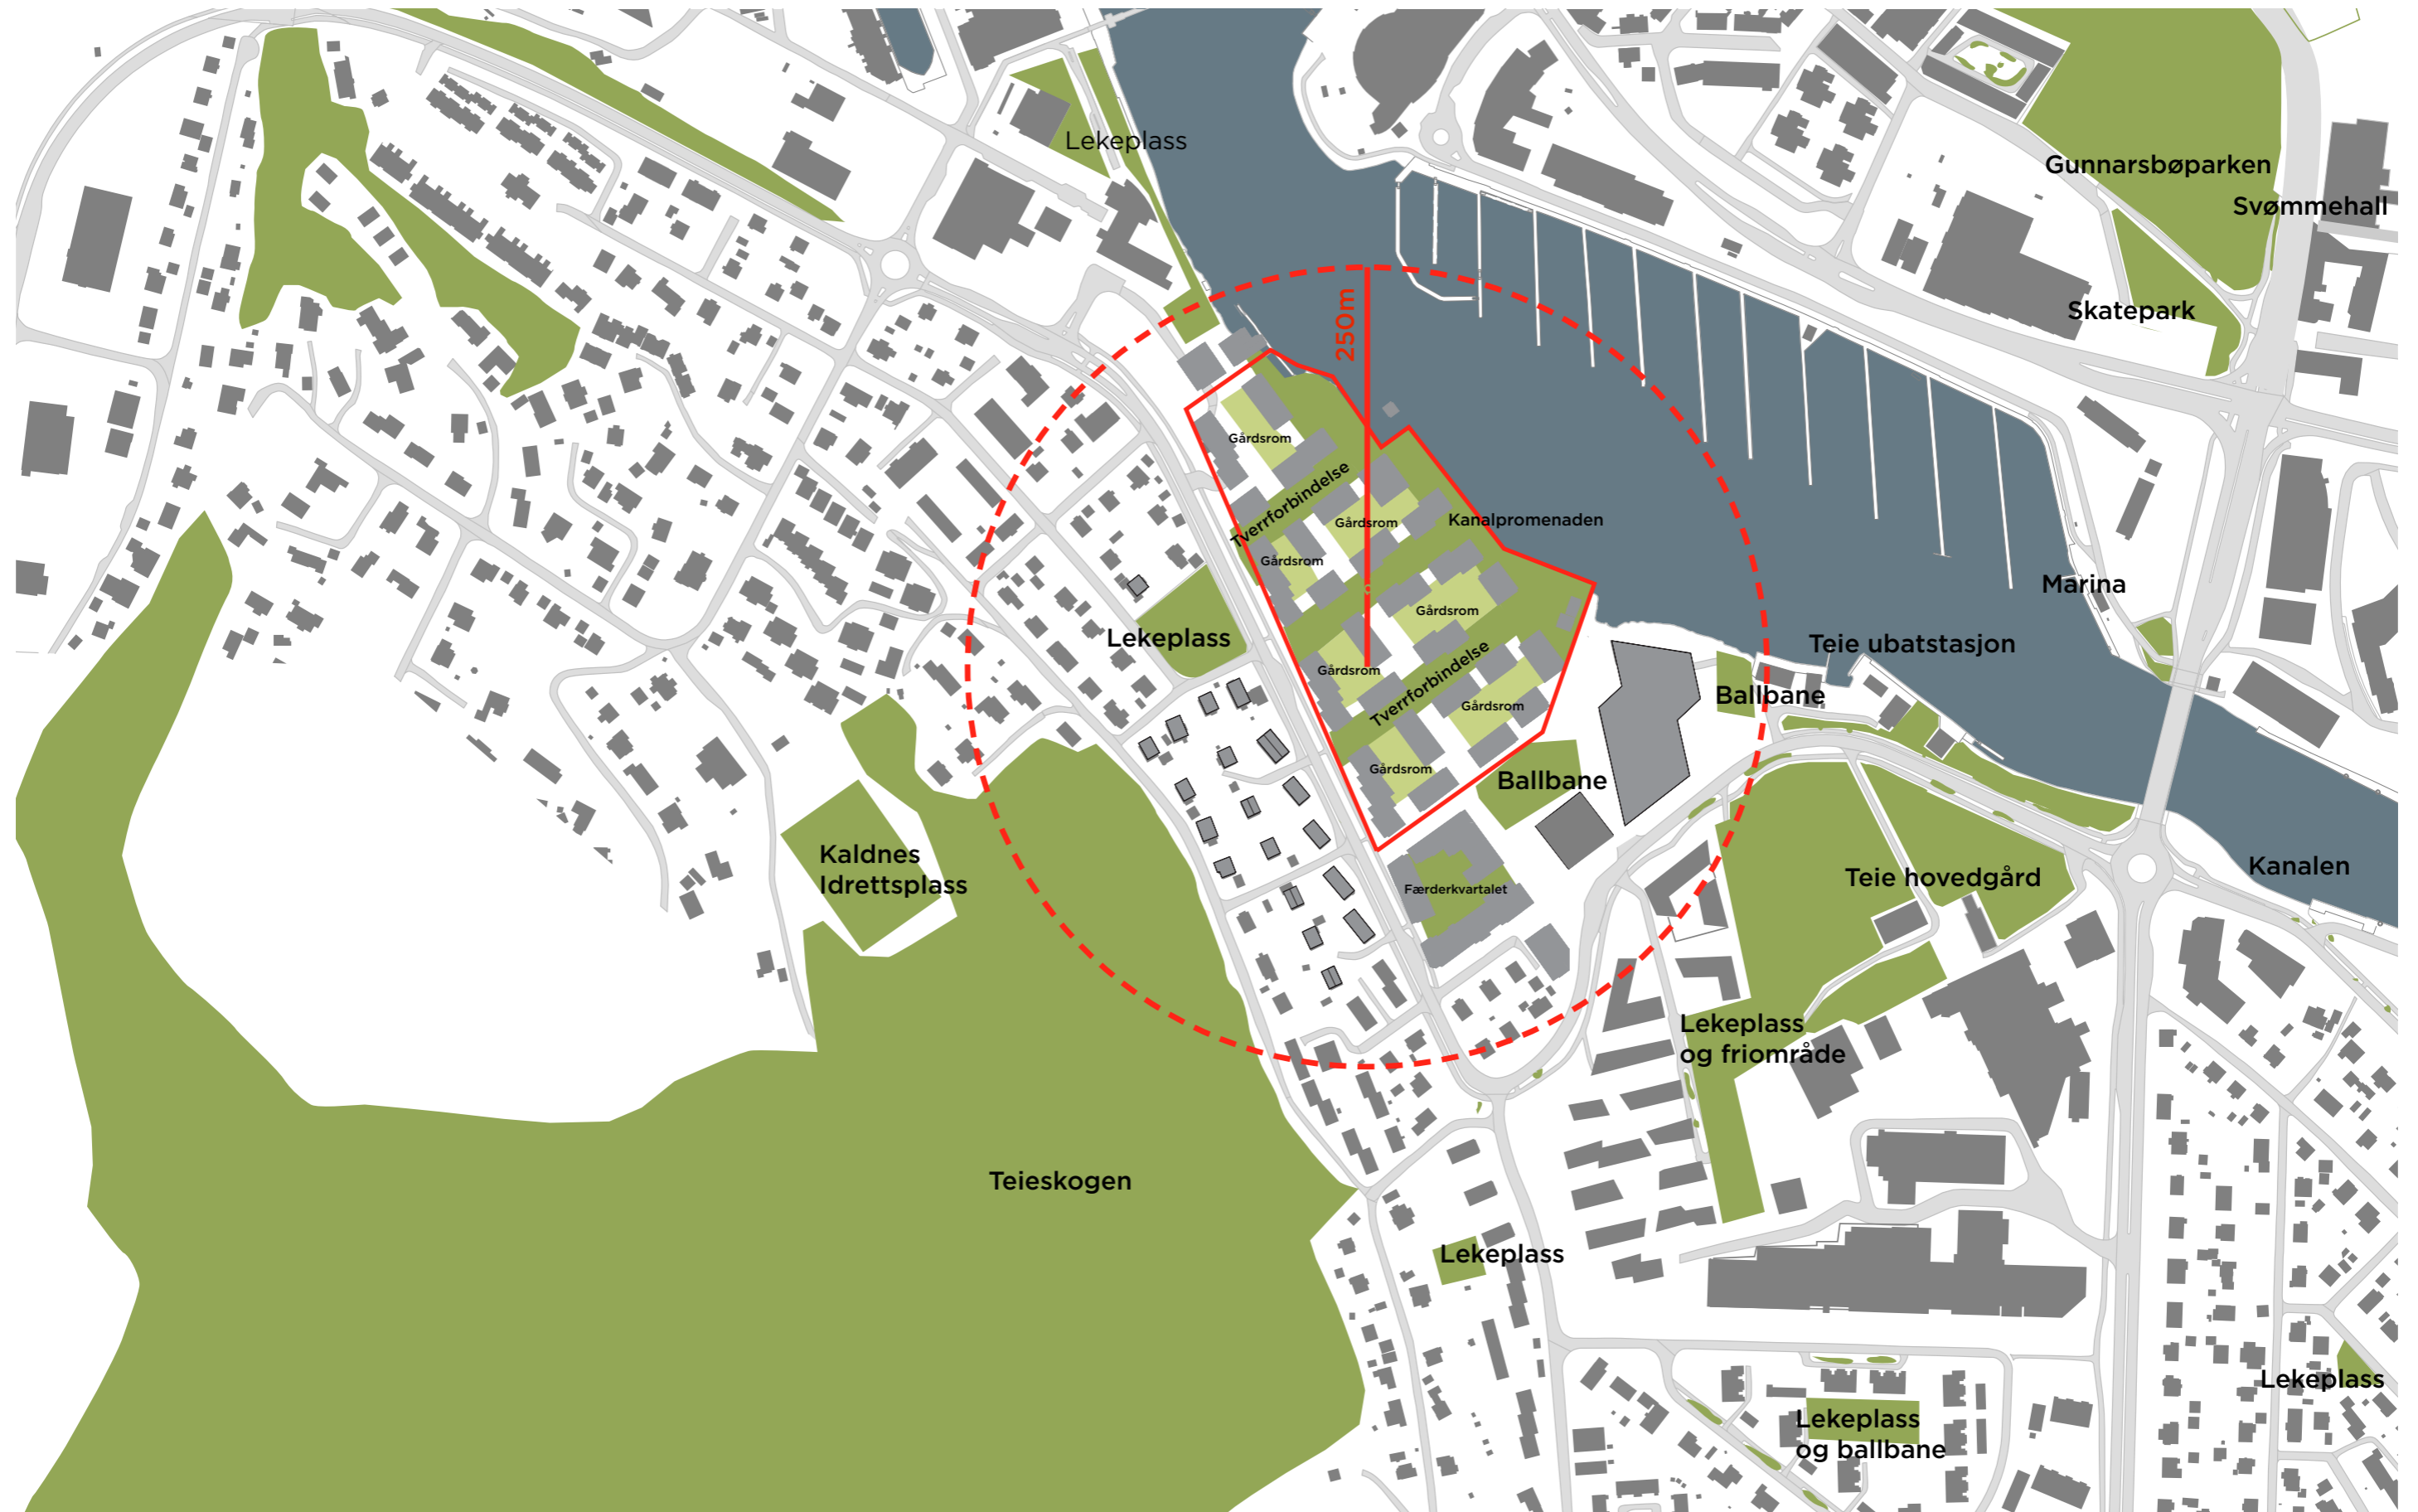 Lekeplass
Gunnarsbøparken
Svømmehall
Skatepark
250m
Gårdsrom
Tverrforbindelse
Gårdsrom
Kanalpromenaden
Gårdsrom
Marina
Gårdsrom
Lekeplass
Teie ubatstasjon
Gårdsrom
Tverrforbindelse
Ballbane
Gårdsrom
Gårdsrom
Ballbane
Kaldnes
Idrettsplass
Færderkvartalet
Teie hovedgård
Kanalen
Lekeplass
og friområde
Teieskogen
Lekeplass
Lekeplass
Lekeplass
og ballbane